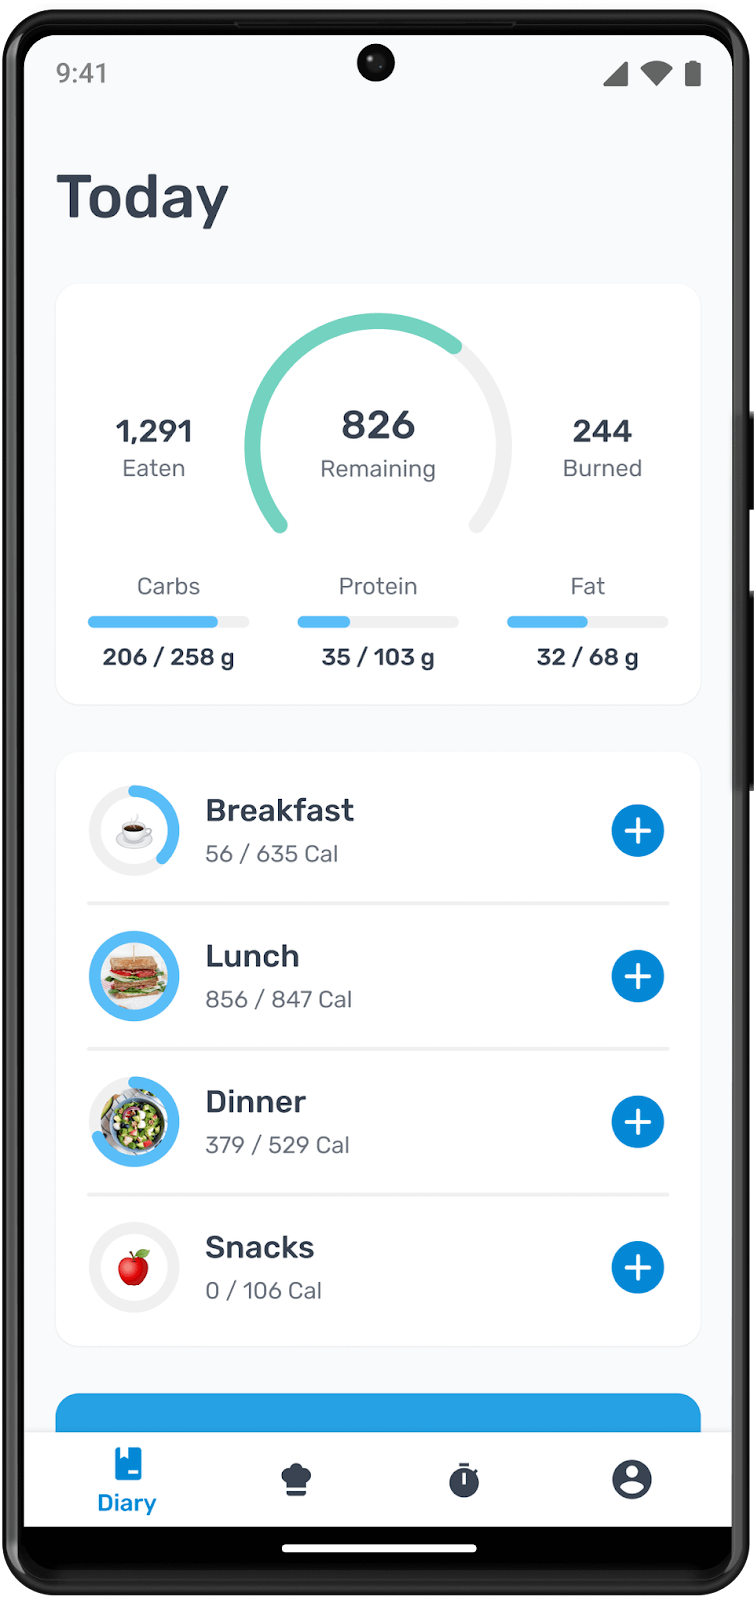 9:41
Today
1,291
Eaten
826
Remaining
244
Burned
Carbs
206 / 258 g
Protein
35 / 103 g
Fat
32 / 68 g
Breakfast
56 / 635 Cal
Lunch
856 / 847 Cal
Dinner
379 / 529 Cal
Snacks
0 / 106 Cal
Diary